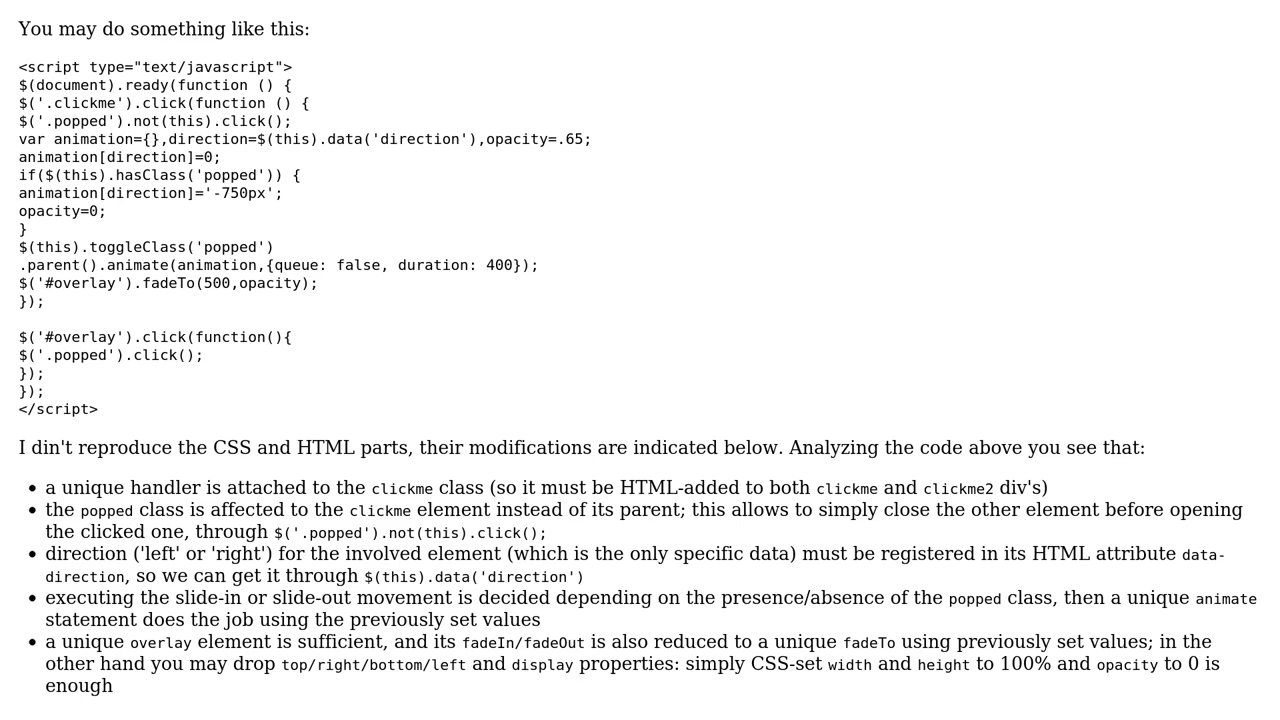 You may do something like this:
<script type="text/javascript">
$(document).ready(function () {
$('.clickme').click(function () {
$('.popped').not(this).click();
var animation={},direction=$(this).data('direction'),opacity=.65;
animation[direction]=0;
if($(this).hasClass('popped')) {
animation[direction]='-750px';
opacity=0;
}
$(this).toggleClass('popped')
.parent().animate(animation,{queue: false, duration: 400});
$('#overlay').fadeTo(500,opacity);
});
$('#overlay').click(function(){
$('.popped').click();
});
});
</script>
I din't reproduce the CSS and HTML parts, their modifications are indicated below. Analyzing the code above you see that:
• a unique handler is attached to the clickme class (so it must be HTML-added to both clickme and clickme2 div's)
• the popped class is affected to the clickme element instead of its parent; this allows to simply close the other element before opening
the clicked one, through $('.popped').not(this).click();
• direction ('left' or 'right') for the involved element (which is the only specific data) must be registered in its HTML attribute data-
direction, so we can get it through $(this).data('direction')
• executing the slide-in or slide-out movement is decided depending on the presence/absence of the popped class, then a unique animate
statement does the job using the previously set values
• a unique overlay element is sufficient, and its fadeIn/fadeOut is also reduced to a unique fadeTo using previously set values; in the
other hand you may drop top/right/bottom/left and display properties: simply CSS-set width and height to 100% and opacity to 0 is
enough